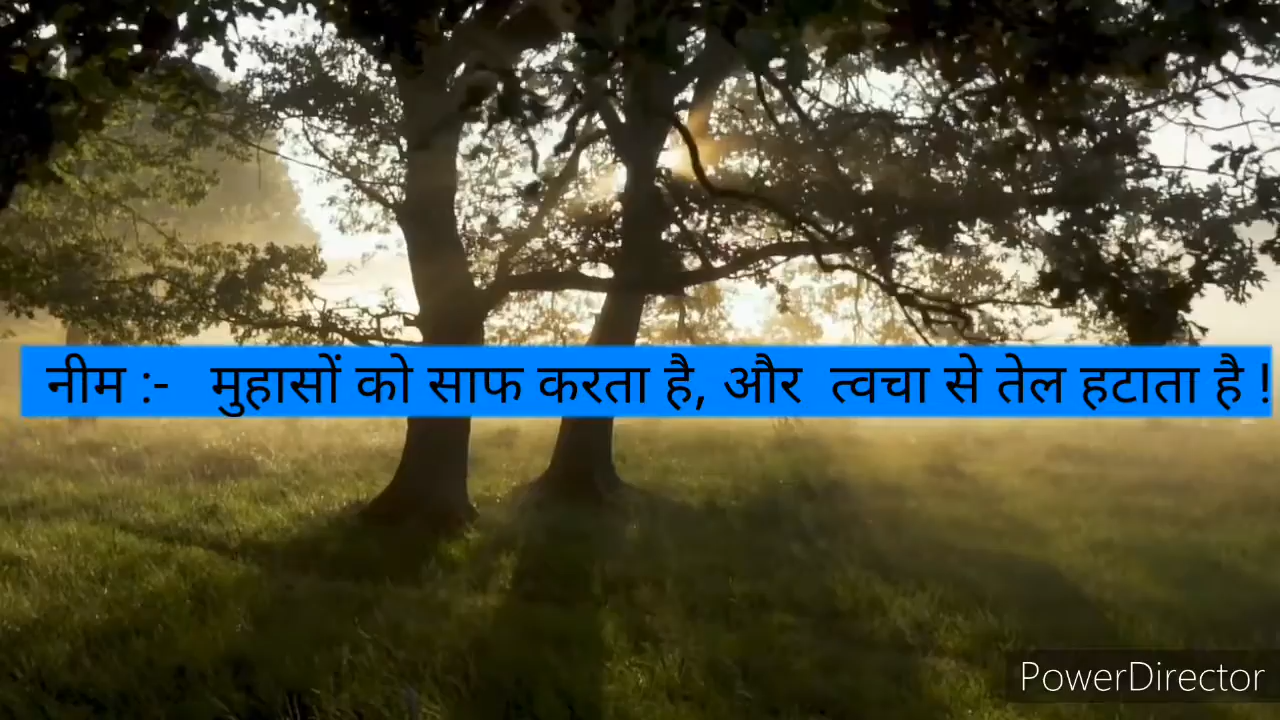 नीम :- मुहासों को साफ करता है, और त्वचा से तेल हटाता है !
PowerDirector